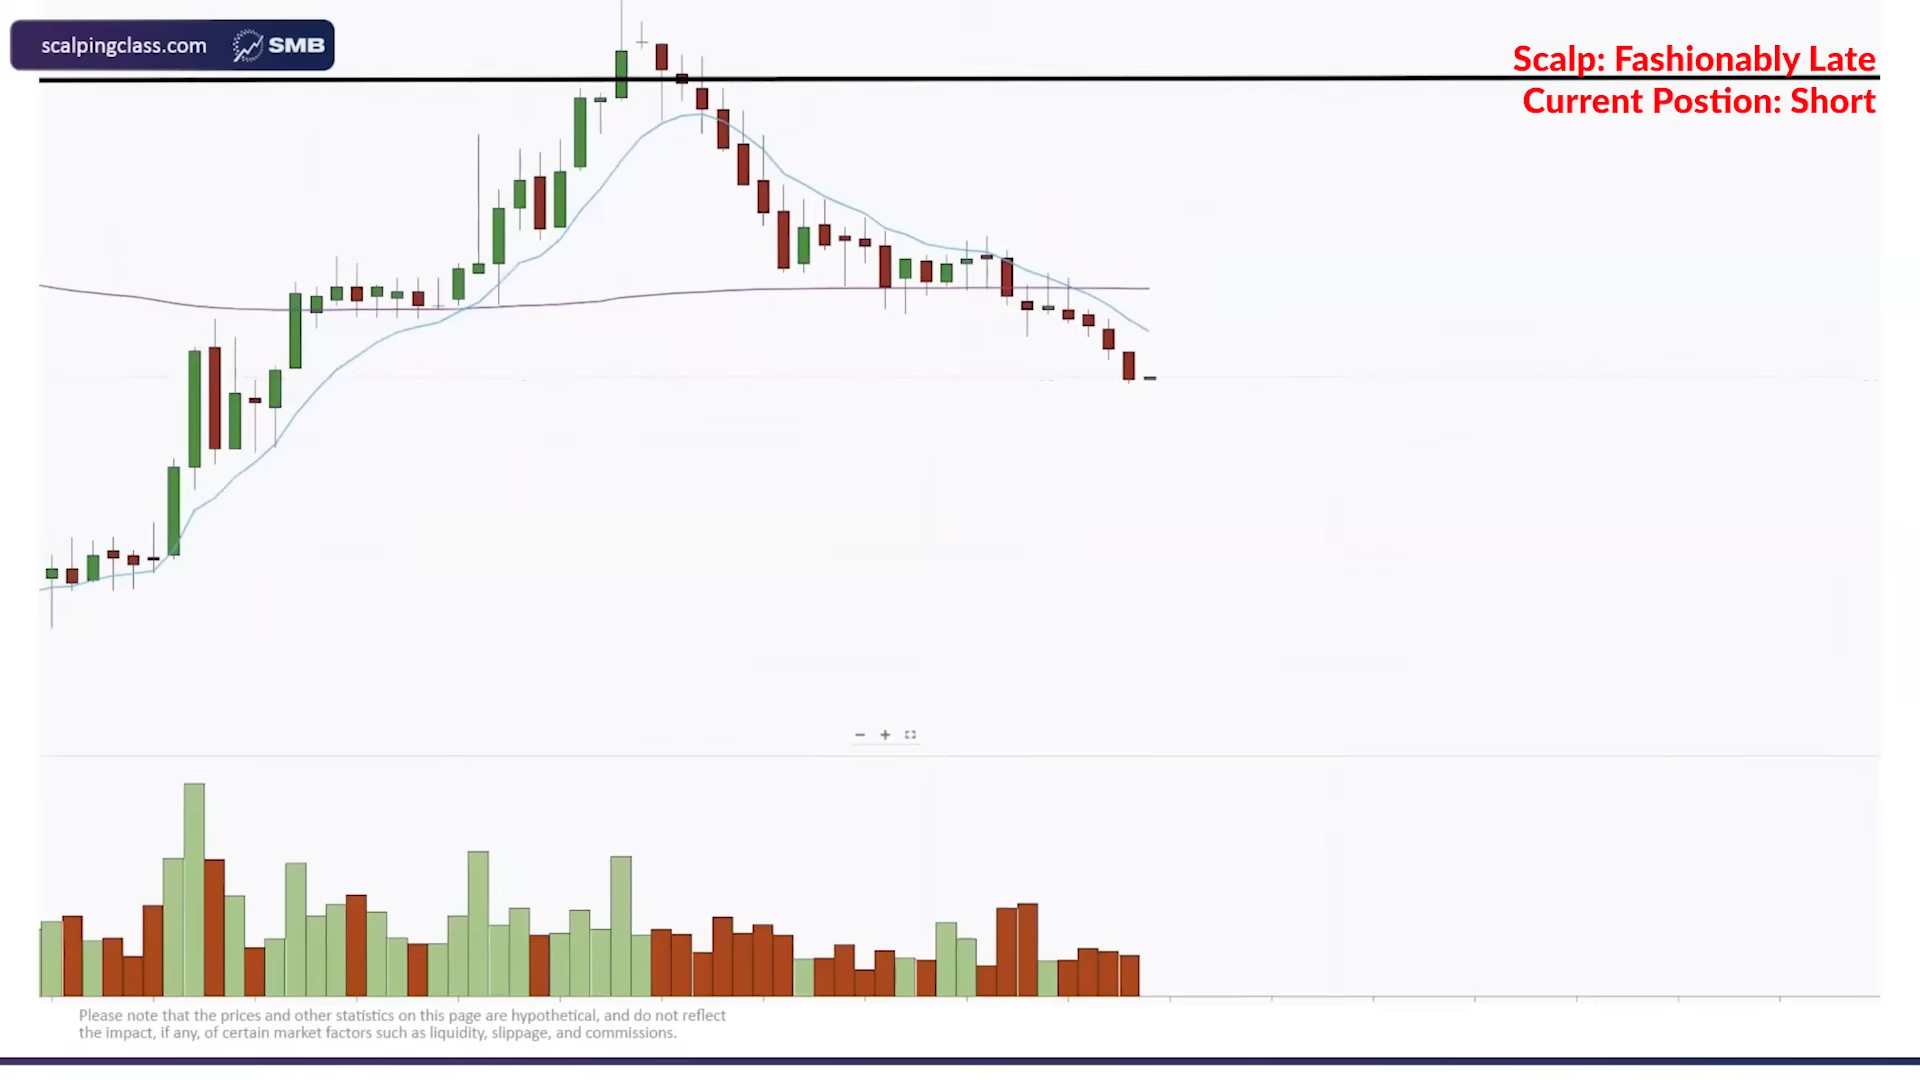 scalpingclass.com SMB
Scalp: Fashionably Late
Current Postion: Short
Please note that the prices and other statistics on this page are hypothetical, and do not reflect
the impact, if any, of certain market factors such as liquidity, slippage, and commissions.